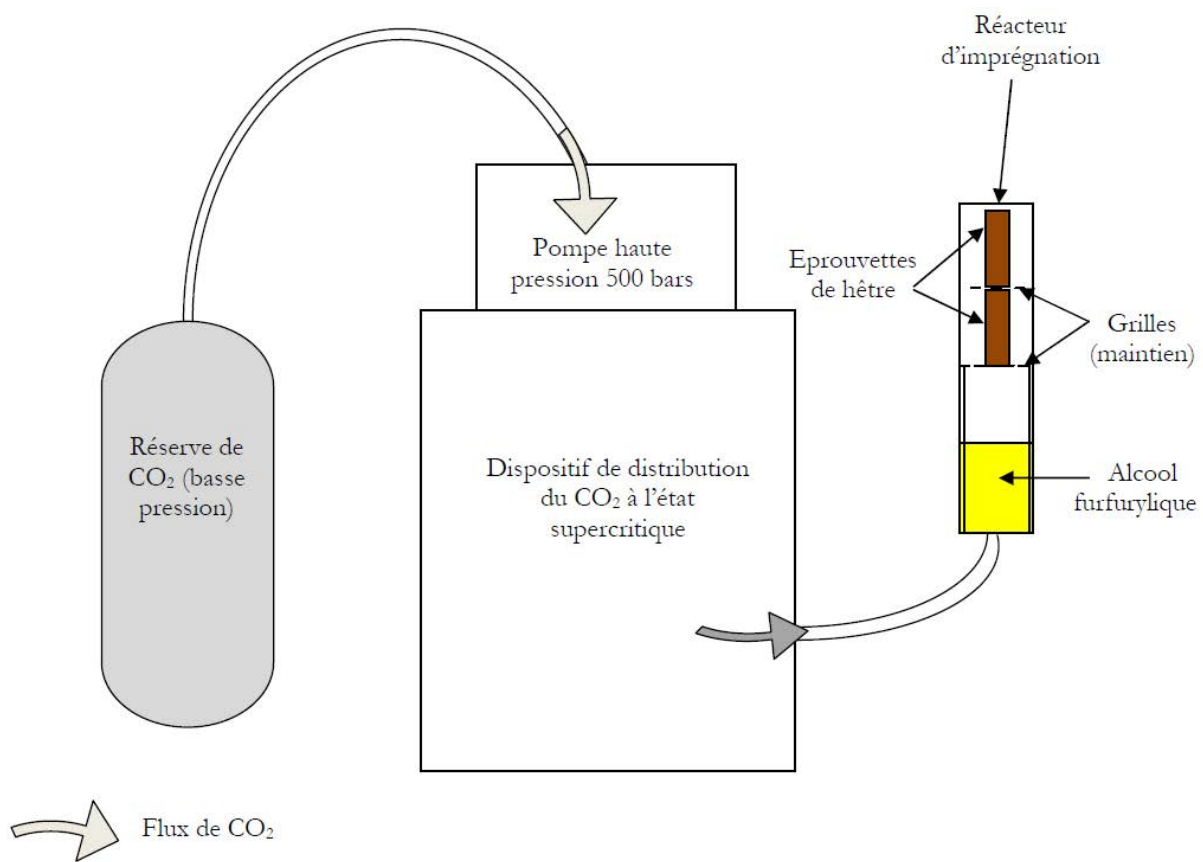 Réacteur
d'imprégnation
Pompe haute
pression 500 bars
Eprouvettes
de hêtre
Grilles
(maintien)
Réserve de
CO₂ (basse
pression)
Dispositif de distribution
du CO₂ à l'état
supercritique
Alcool
furfurylique
Flux de CO₂